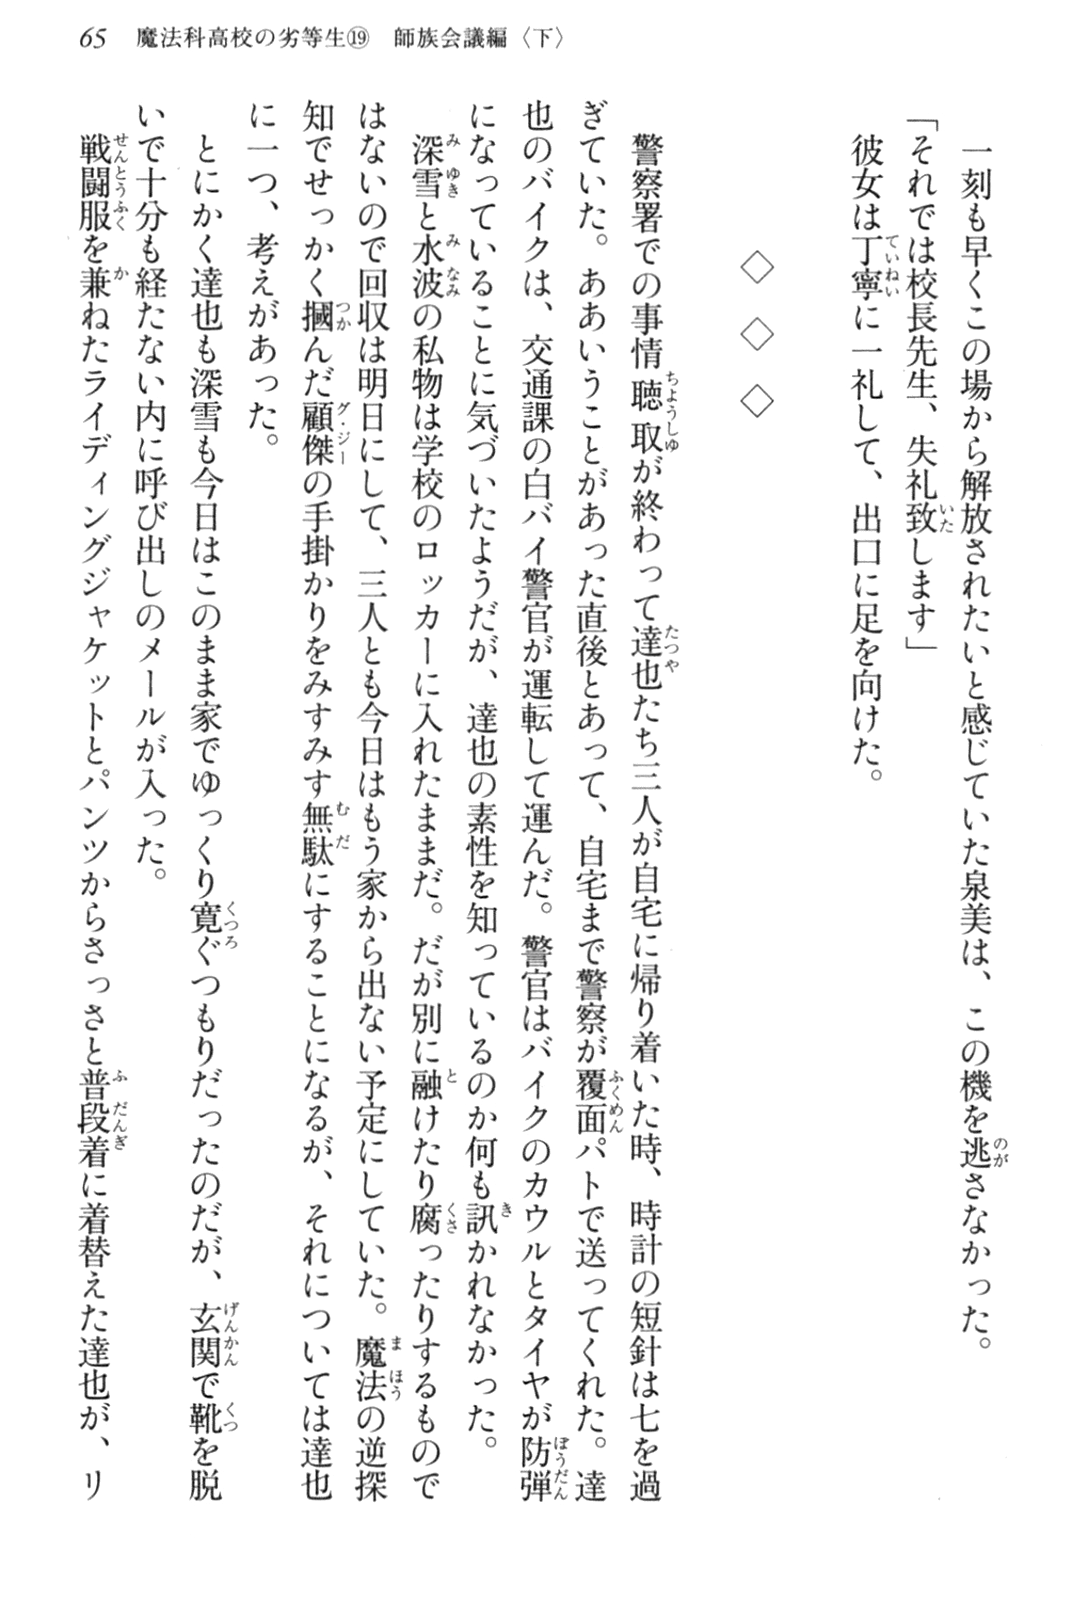 65　魔法科高校の劣等生⑲　師族会議編〈下〉
　一刻も早くこの場から解放されたいと感じていた泉美は、この機を逃さなかった。
「それでは校長先生、失礼致します」
　彼女は丁寧に一礼して、出口に足を向けた。
◇　◇　◇
　警察署での事情聴取が終わって達也たち三人が自宅に帰り着いた時、時計の短針は七を過
ぎていた。ああいうことがあった直後とあって、自宅まで警察が覆面パトで送ってくれた。達
也のバイクは、交通課の白バイ警官が運転して運んだ。警官はバイクのカウルとタイヤが防弾
になっていることに気づいたようだが、達也の素性を知っているのか何も訊かれなかった。
　深雪と水波の私物は学校のロッカーに入れたままだ。だが別に融けたり腐ったりするもので
はないので回収は明日にして、三人とも今日はもう家から出ない予定にしていた。魔法の逆探
知でせっかく摑んだ顧傑の手掛かりをみすみす無駄にすることになるが、それについては達也
に一つ、考えがあった。
　とにかく達也も深雪も今日はこのまま家でゆっくり寛ぐつもりだったのだが、玄関で靴を脱
いで十分も経たない内に呼び出しのメールが入った。
　戦闘服を兼ねたライディングジャケットとパンツからさっさと普段着に着替えた達也が、リ